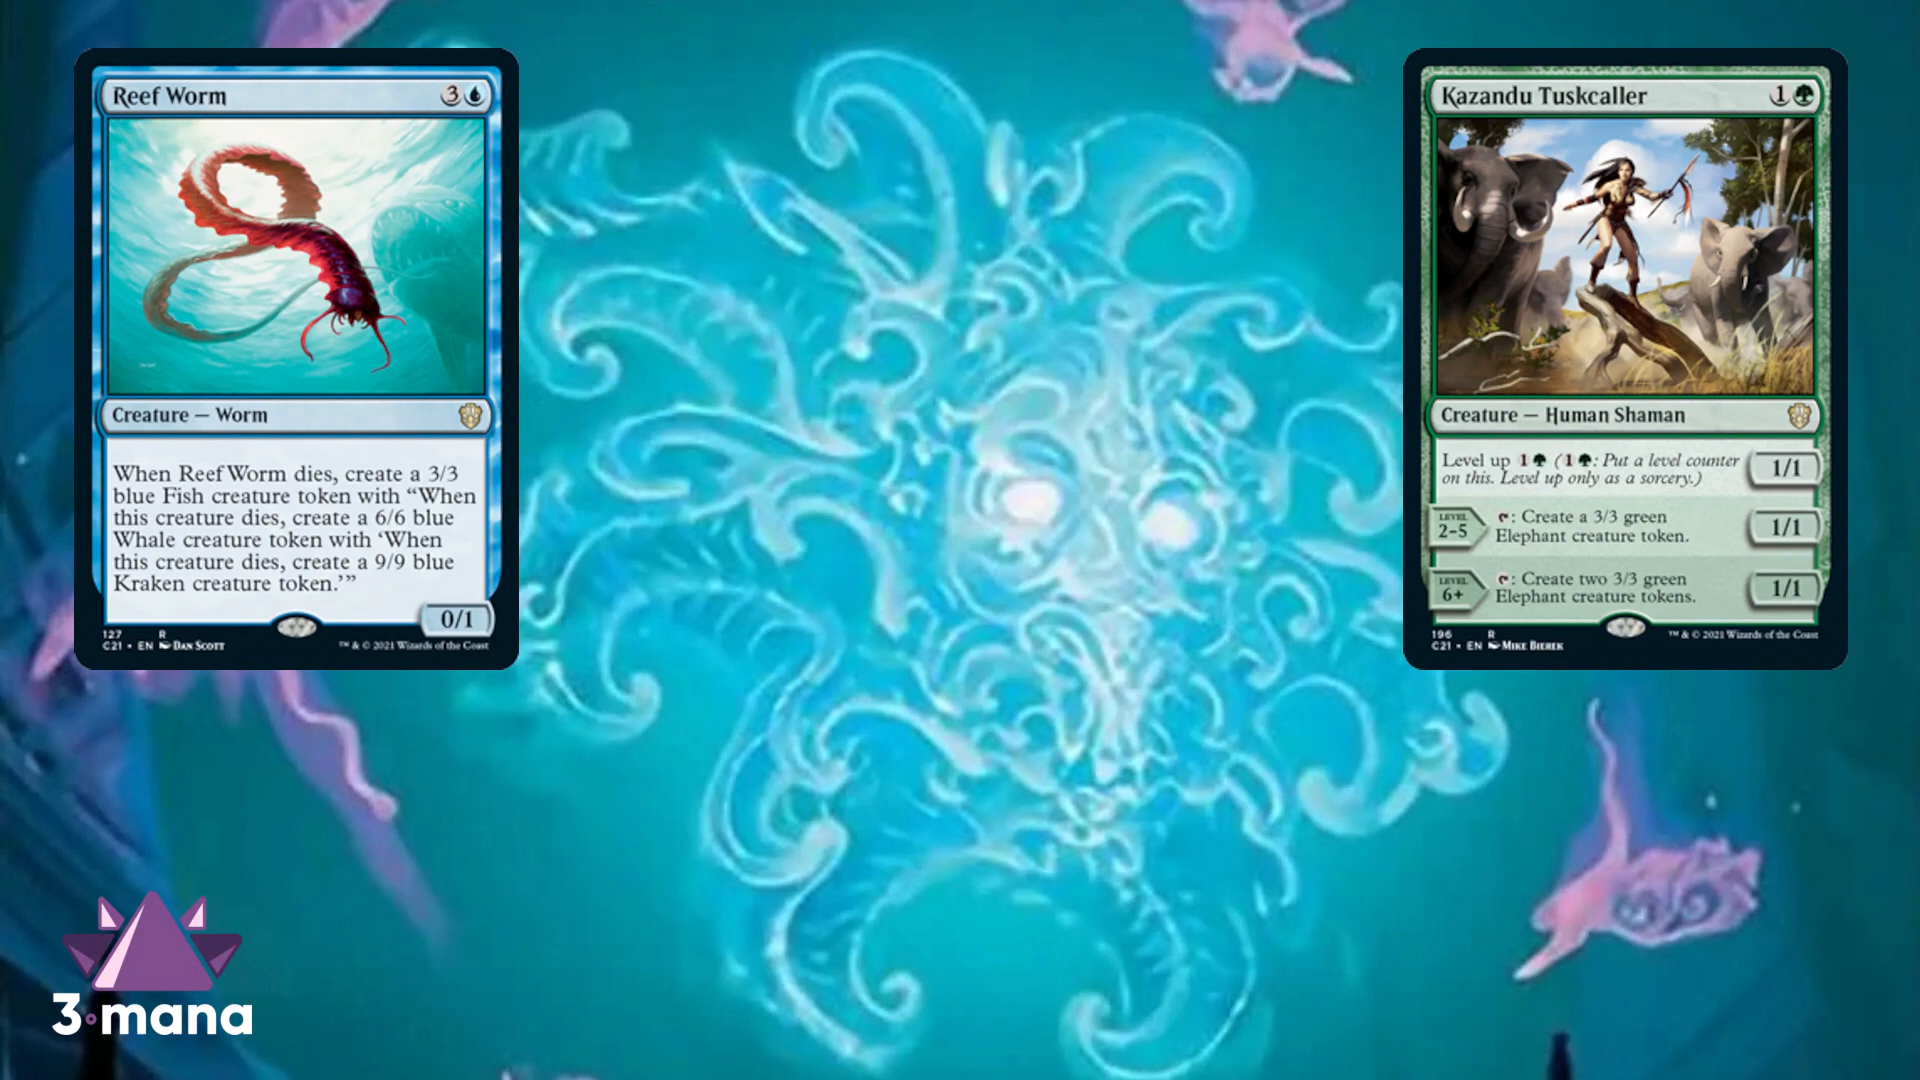 Reef Worm 3
Creature — Worm
When Reef Worm dies, create a 3/3
blue Fish creature token with “When
this creature dies, create a 6/6 blue
Whale creature token with ‘When
this creature dies, create a 9/9 blue
Kraken creature token.’”
0/1
127 R
C21 • EN DAN SCOTT
™ & © 2021 Wizards of the Coast
Kazandu Tuskcaller 1
Creature — Human Shaman
Level up 1 (1 : Put a level counter
on this. Level up only as a sorcery.)
1/1
LEVEL
2-5
: Create a 3/3 green
Elephant creature token.
1/1
LEVEL
6+
: Create two 3/3 green
Elephant creature tokens.
1/1
196 R
C21 • EN MIKE BIEREK
™ & © 2021 Wizards of the Coast
3•mana